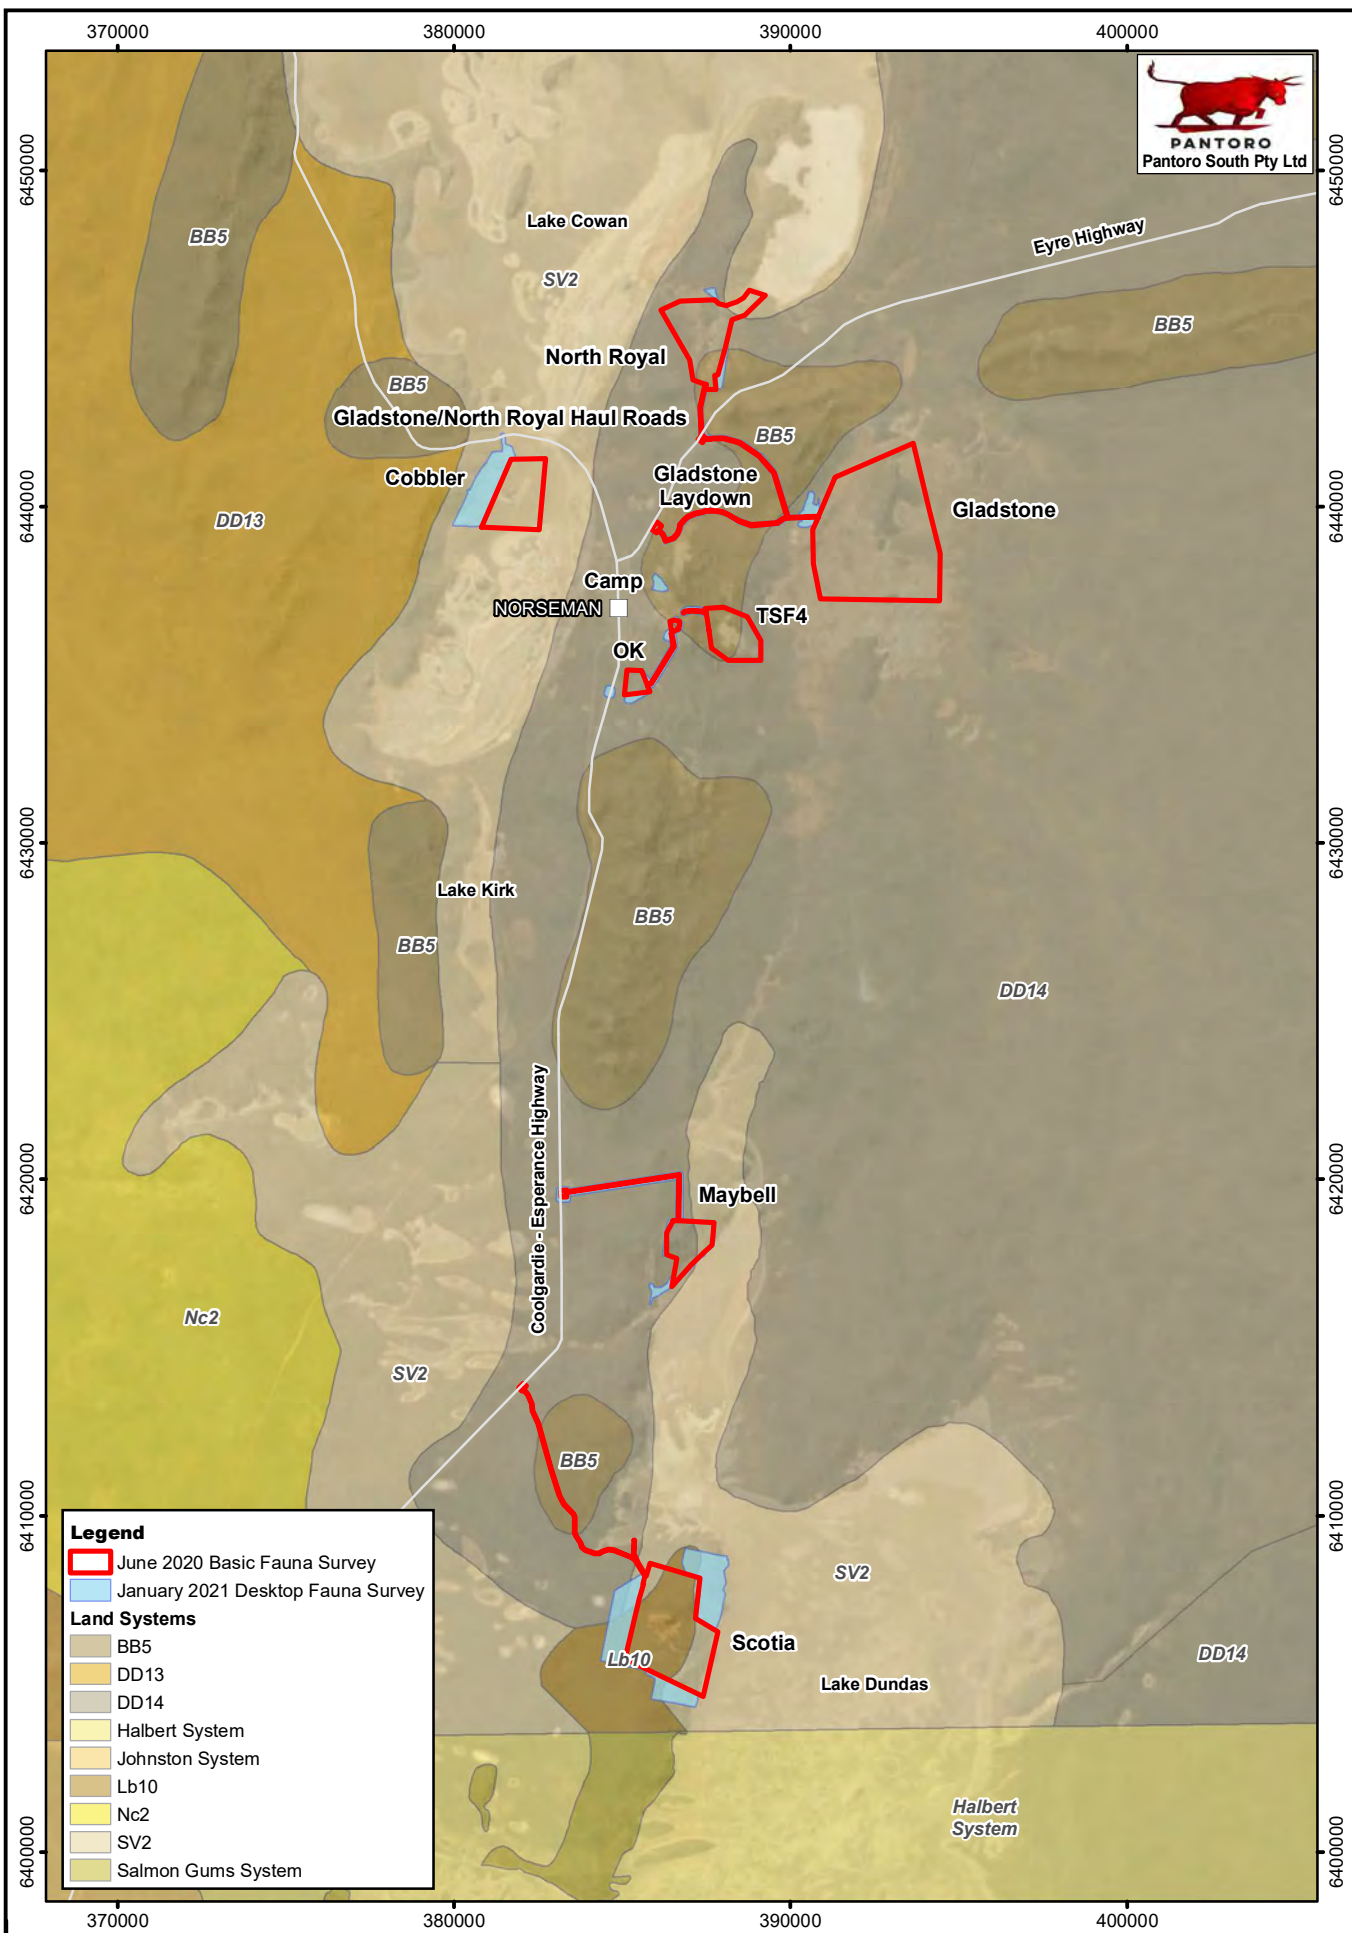 370000
380000
390000
400000
PANTORO
Pantoro South Pty Ltd
6450000
6450000
BB5
Lake Cowan
Eyre Highway
SV2
BB5
North Royal
BB5
Gladstone/North Royal Haul Roads
BB5
Cobbler
Gladstone
Laydown
6440000
Gladstone
6440000
DD13
Camp
NORSEMAN
TSF4
OK
6430000
6430000
Lake Kirk
BB5
BB5
DD14
Coolgardie - Esperance Highway
6420000
Maybell
6420000
Nc2
SV2
BB5
6410000
6410000
SV2
Scotia
Lb10
DD14
Lake Dundas
Halbert
System
6400000
6400000
Legend
June 2020 Basic Fauna Survey
January 2021 Desktop Fauna Survey
Land Systems
BB5
DD13
DD14
Halbert System
Johnston System
Lb10
Nc2
SV2
Salmon Gums System
370000
380000
390000
400000